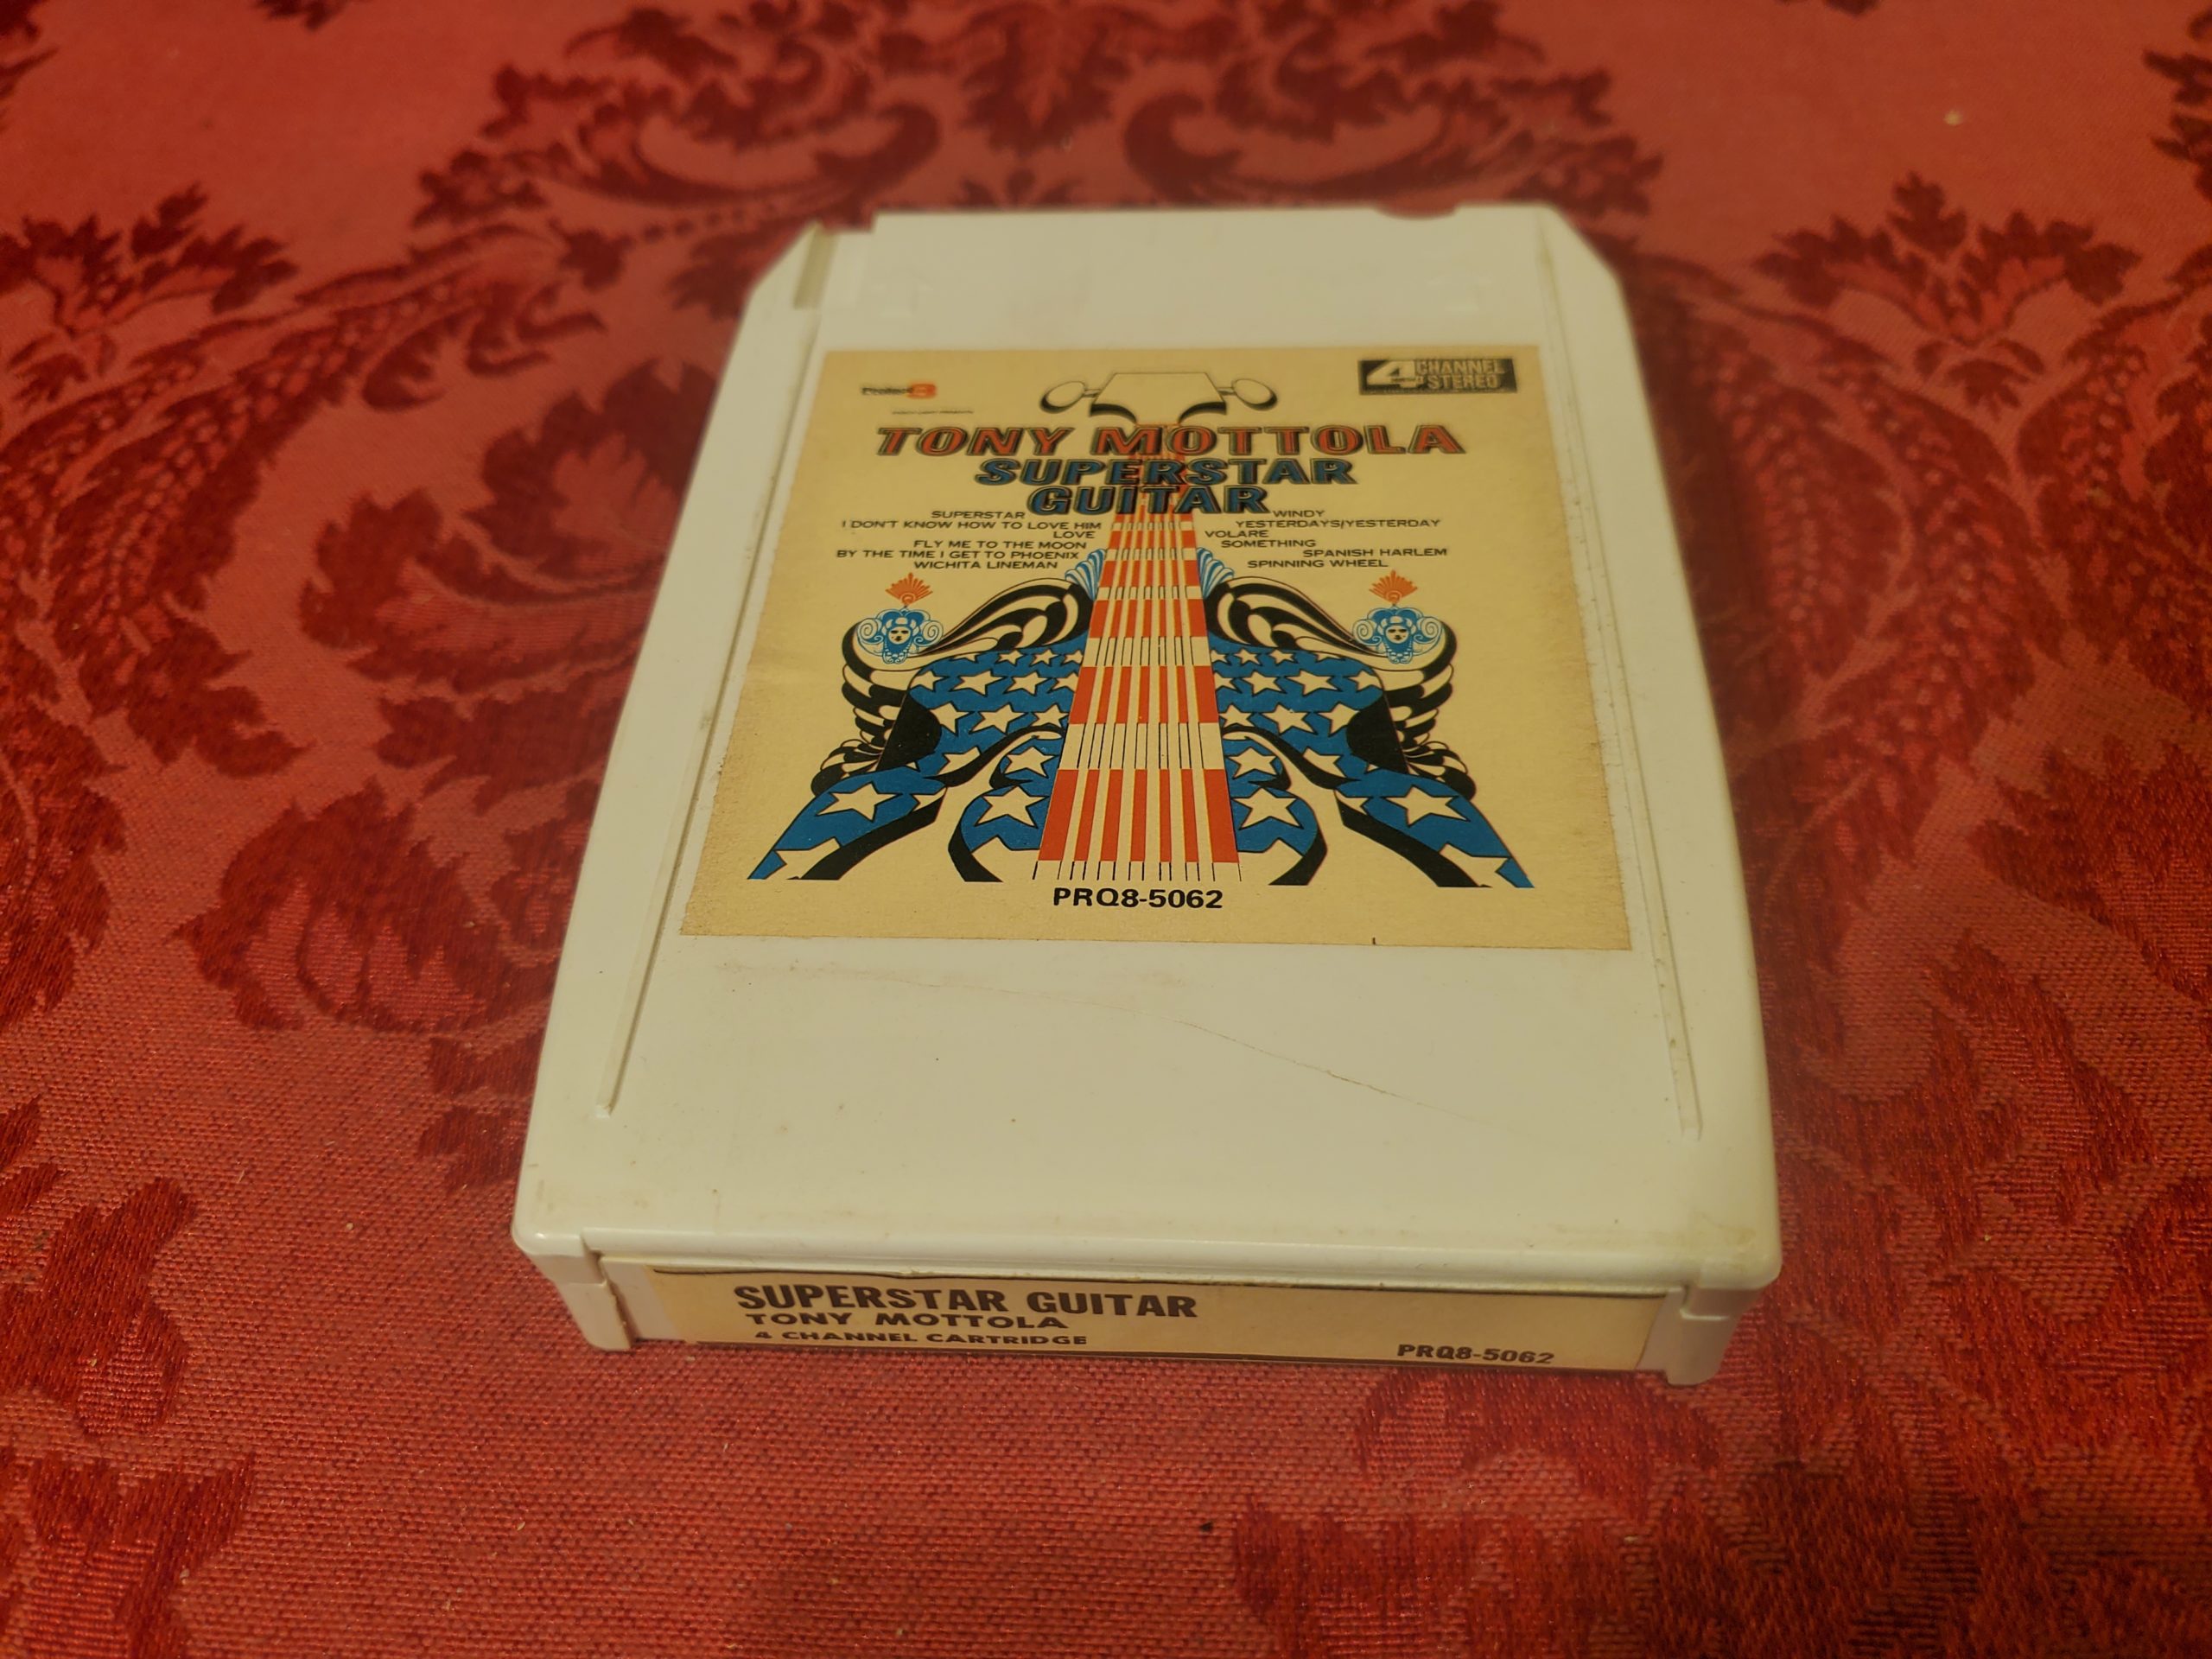 Project 3
4 CHANNEL
STEREO
TONY MOTTOLA
SUPERSTAR
GUITAR
SUPERSTAR
I DON'T KNOW HOW TO LOVE HIM
LOVE
FLY ME TO THE MOON
BY THE TIME I GET TO PHOENIX
WICHITA LINEMAN
WINDY
YESTERDAYS/YESTERDAY
VOLARE
SOMETHING
SPANISH HARLEM
SPINNING WHEEL
PRQ8-5062
SUPERSTAR GUITAR
TONY MOTTOLA
4 CHANNEL CARTRIDGE
PRQ8-5062